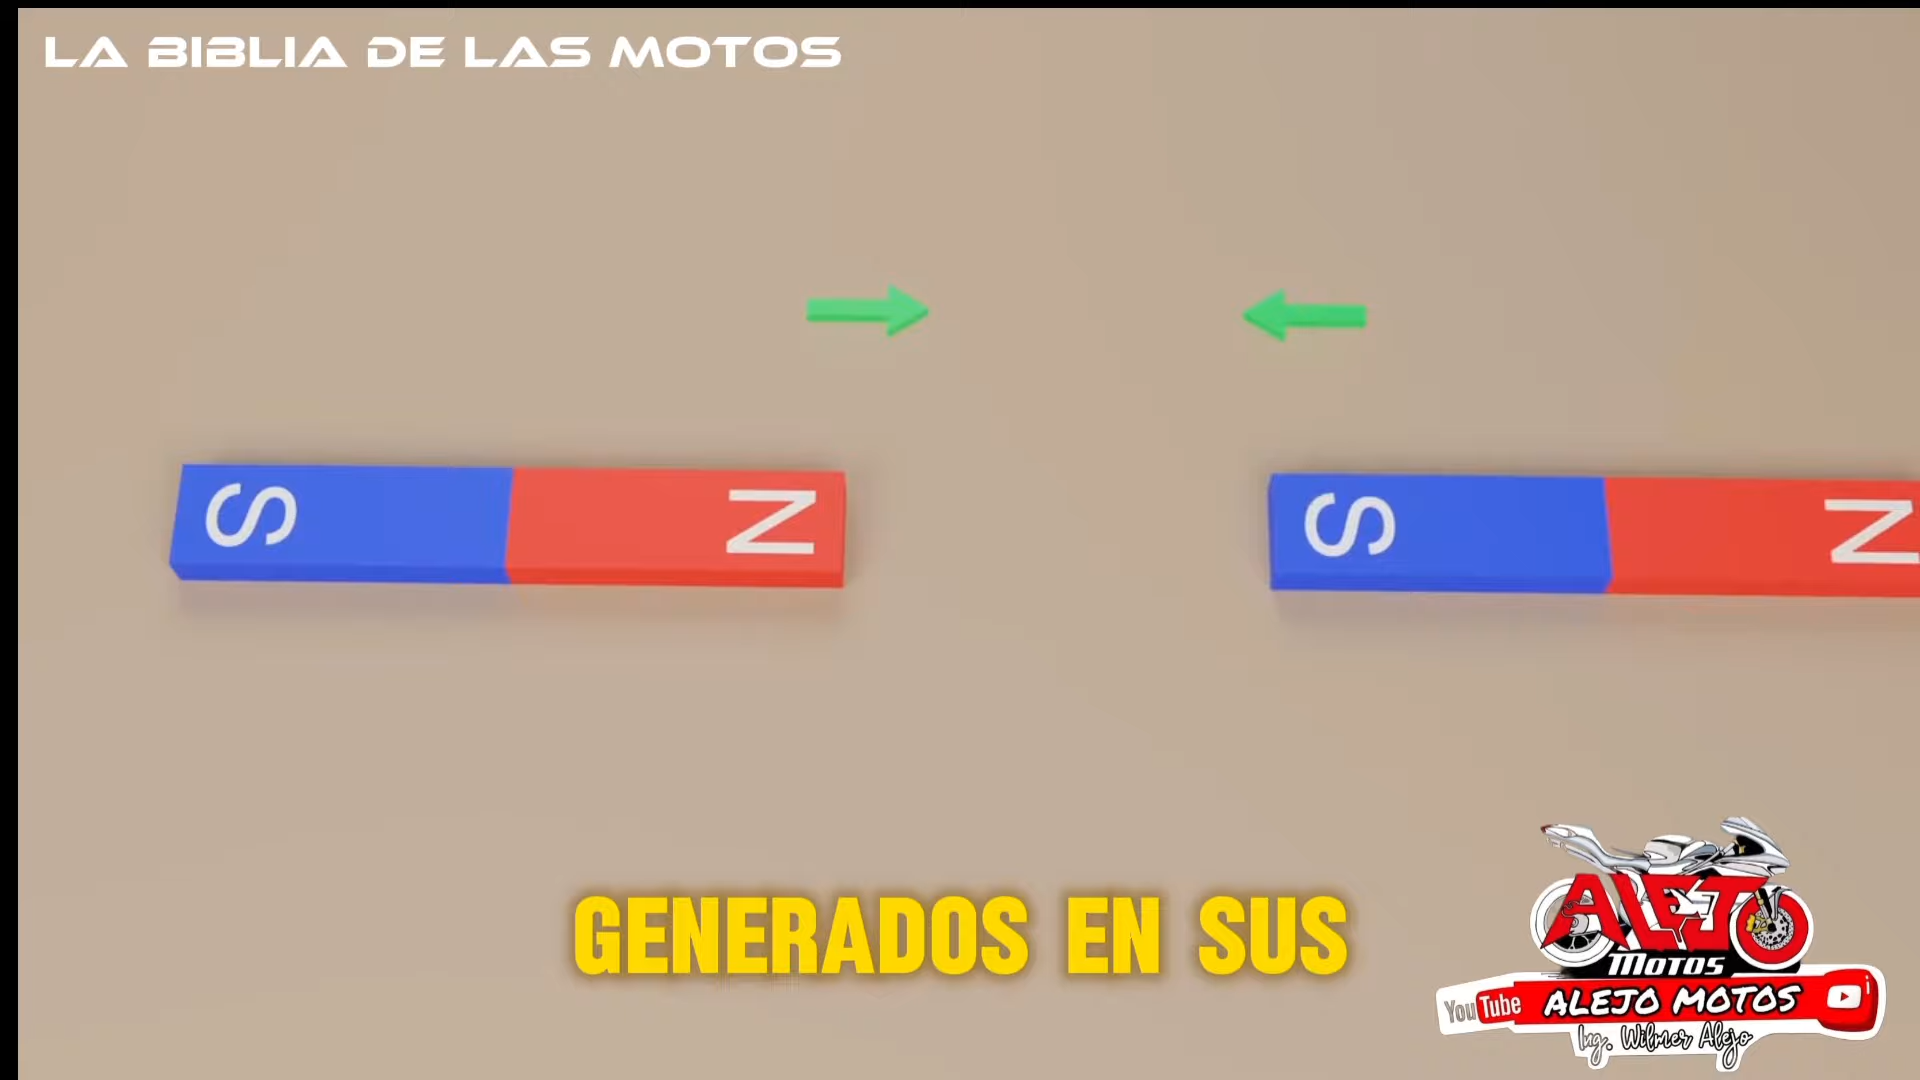 LA BIBLIA DE LAS MOTOS
S N
S N
GENERADOS EN SUS
ALEJO
MOTOS
YouTube ALEJO MOTOS
Ing. Wilmer Alejo